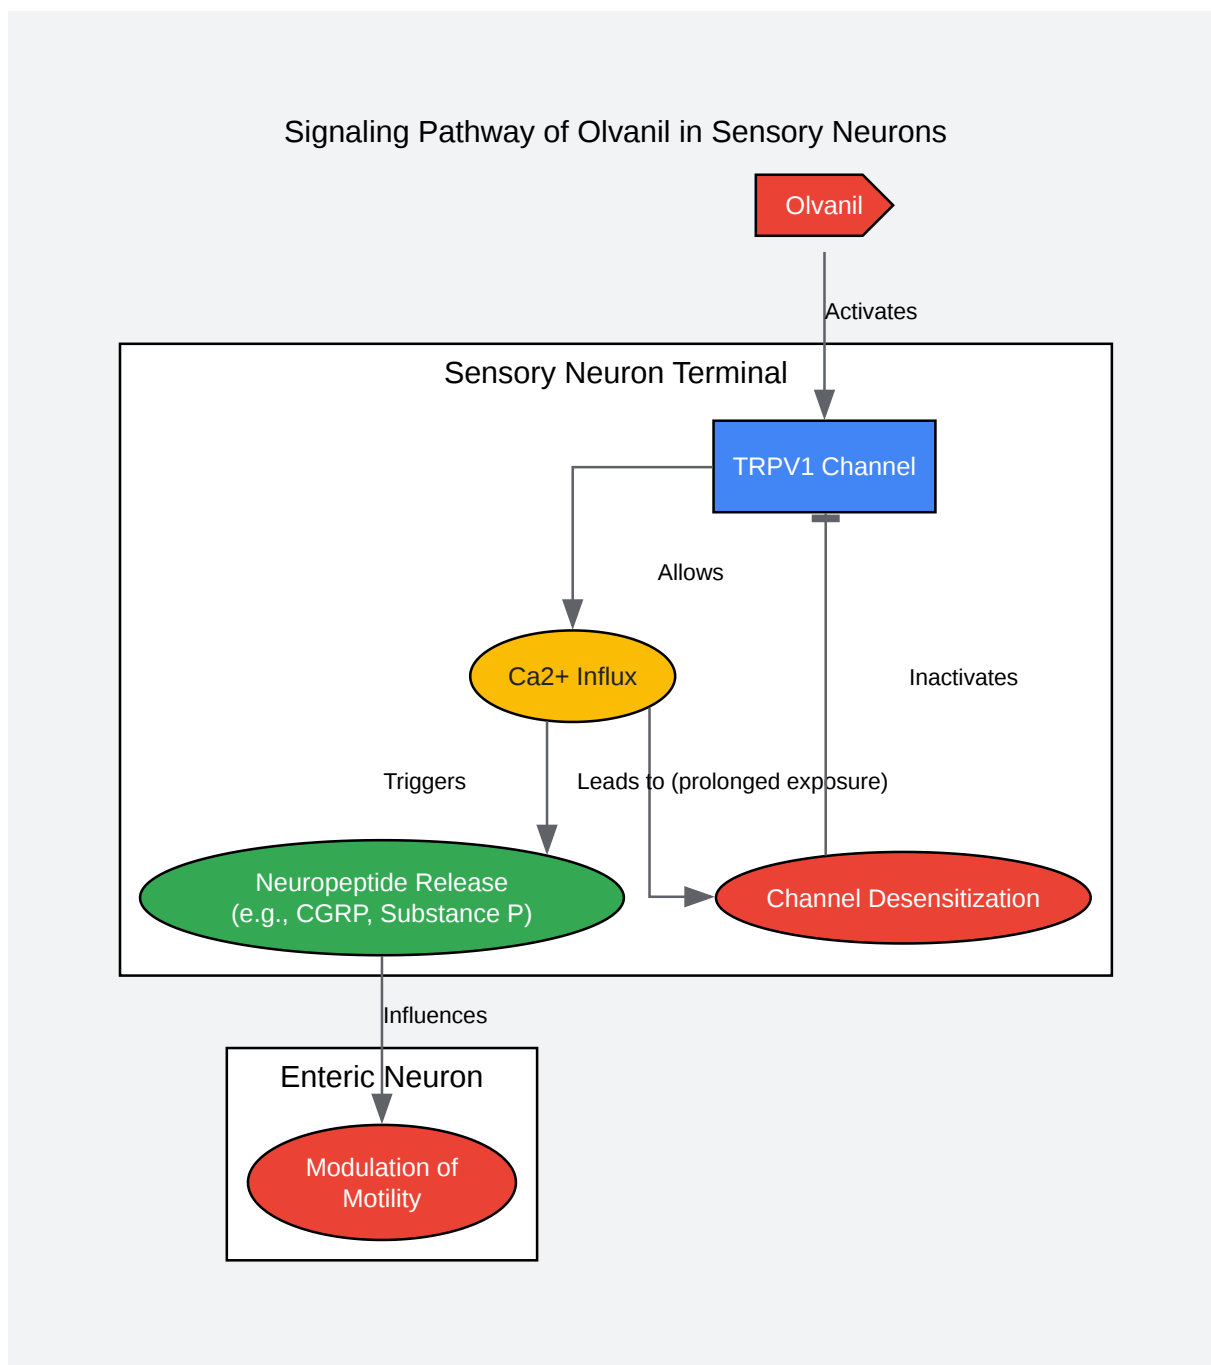 Signaling Pathway of Olvanil in Sensory Neurons
Olvanil
Activates
Sensory Neuron Terminal
TRPV1 Channel
Allows
Ca2+ Influx
Inactivates
Triggers
Leads to (prolonged exposure)
Neuropeptide Release
(e.g., CGRP, Substance P)
Channel Desensitization
Influences
Enteric Neuron
Modulation of
Motility